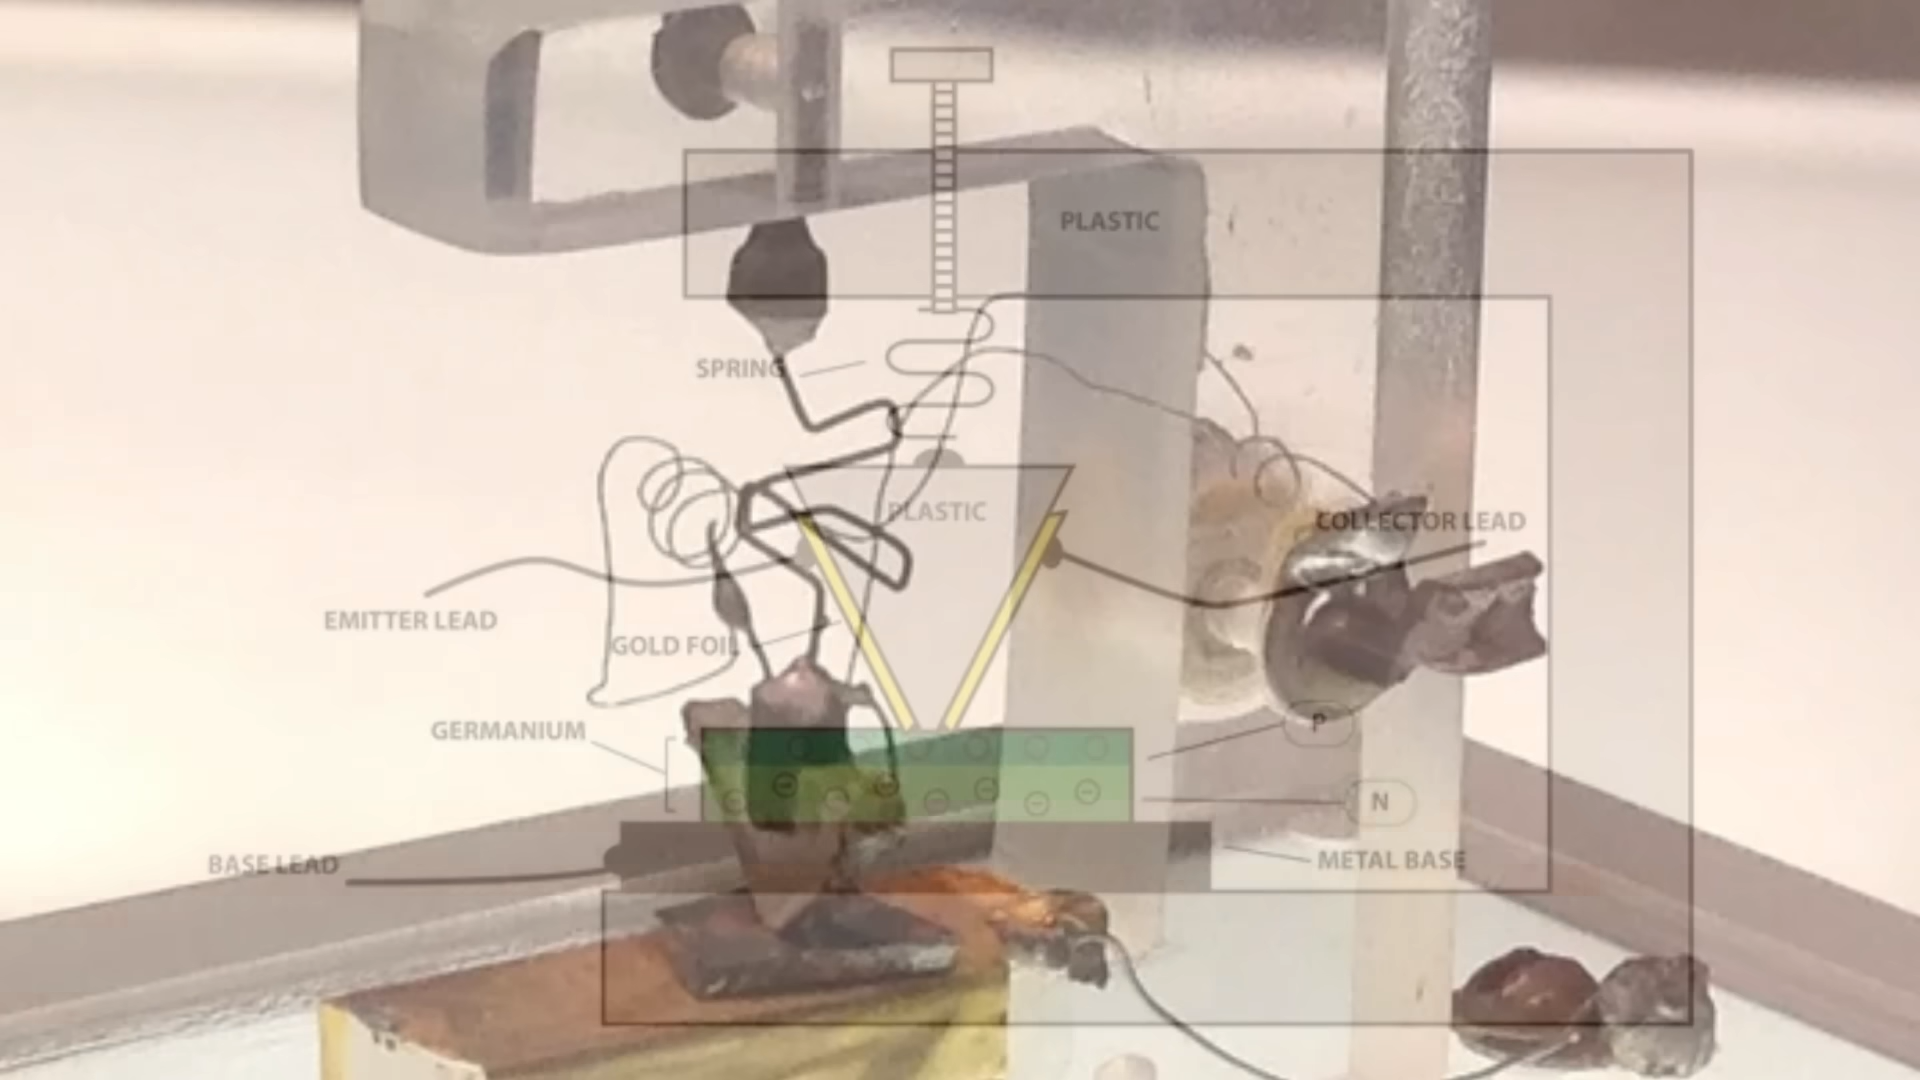 PLASTIC
SPRING
PLASTIC
COLLECTOR LEAD
EMITTER LEAD
GOLD FOIL
P
GERMANIUM
N
BASE LEAD
METAL BASE